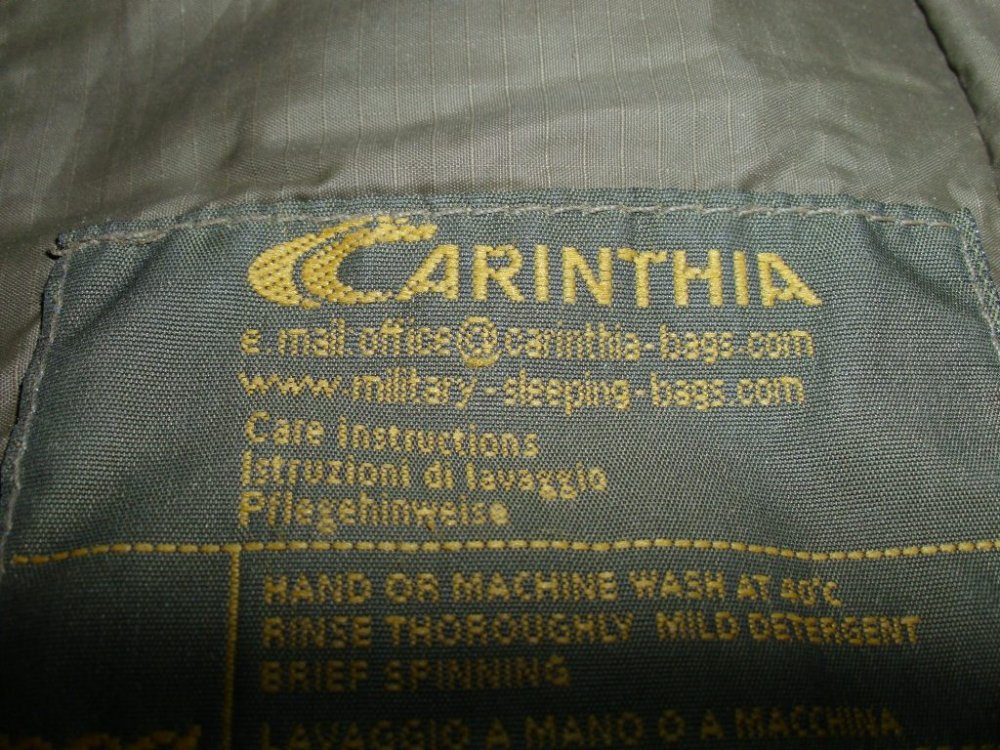 CARINTHIA
e-mail office@carinthia-bags.com
www.military-sleeping-bags.com
Care Instructions
Istruzioni di lavaggio
Pflegehinweise
HAND OR MACHINE WASH AT 40°C
RINSE THOROUGHLY MILD DETERGENT
BRIEF SPINNING
LAVAGGIO A MANO O A MACCHINA